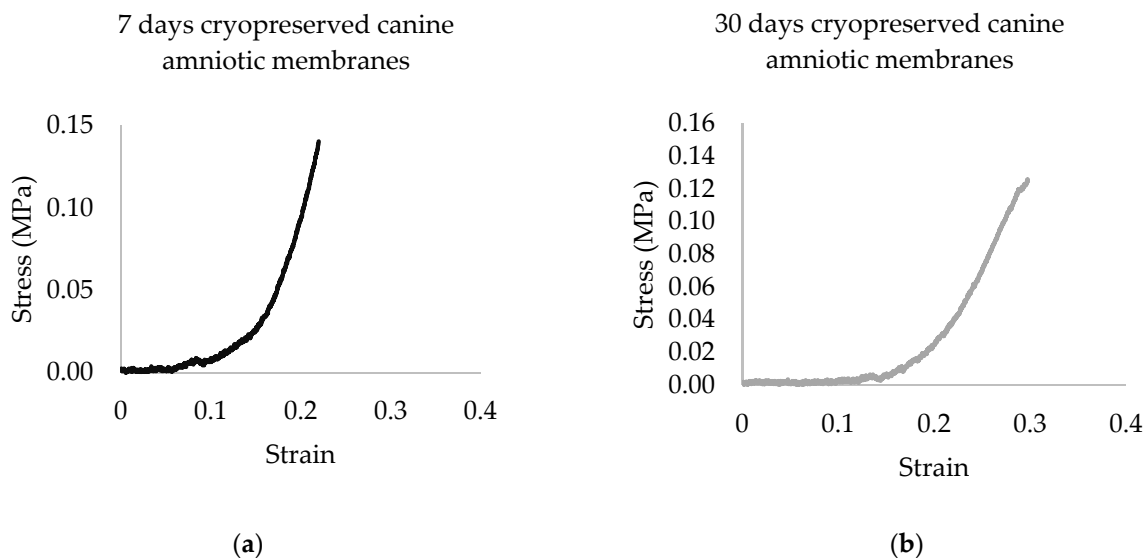 7 days cryopreserved canine
amniotic membranes
0.15
0.10
0.05
0.00
Stress (MPa)
0 0.1 0.2 0.3 0.4
Strain
(a)
30 days cryopreserved canine
amniotic membranes
0.16
0.14
0.12
0.10
0.08
0.06
0.04
0.02
0.00
Stress (MPa)
0 0.1 0.2 0.3 0.4
Strain
(b)